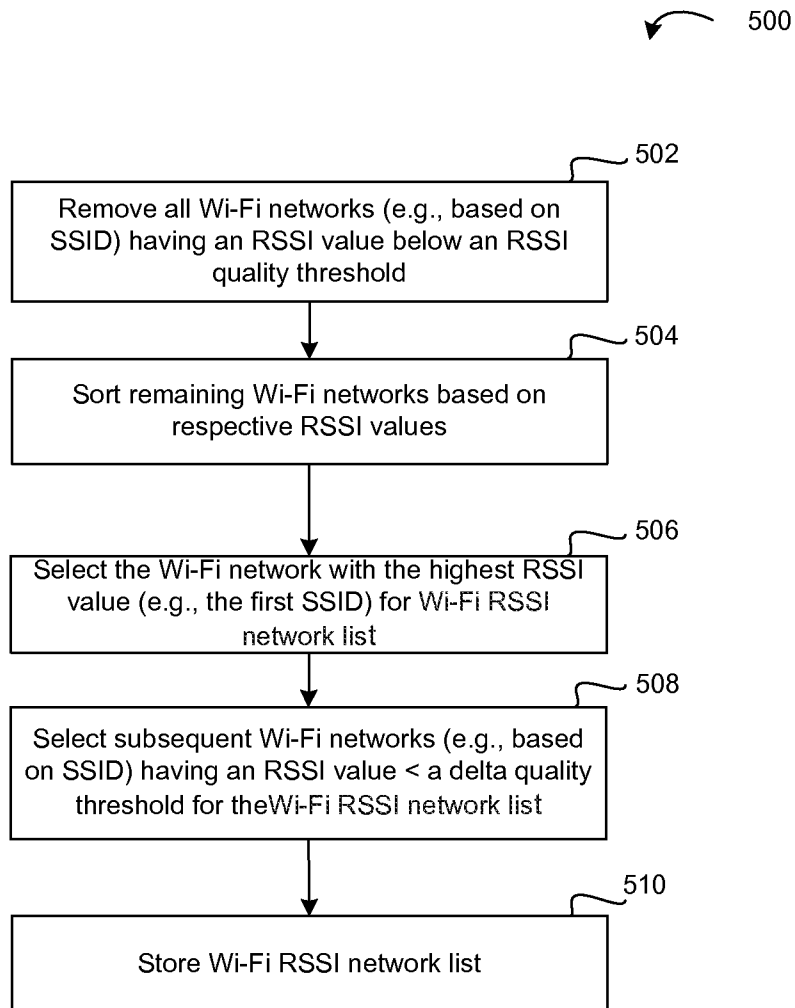 500
502
Remove all Wi-Fi networks (e.g., based on
SSID) having an RSSI value below an RSSI
quality threshold
504
Sort remaining Wi-Fi networks based on
respective RSSI values
506
Select the Wi-Fi network with the highest RSSI
value (e.g., the first SSID) for Wi-Fi RSSI
network list
508
Select subsequent Wi-Fi networks (e.g., based
on SSID) having an RSSI value < a delta quality
threshold for theWi-Fi RSSI network list
510
Store Wi-Fi RSSI network list